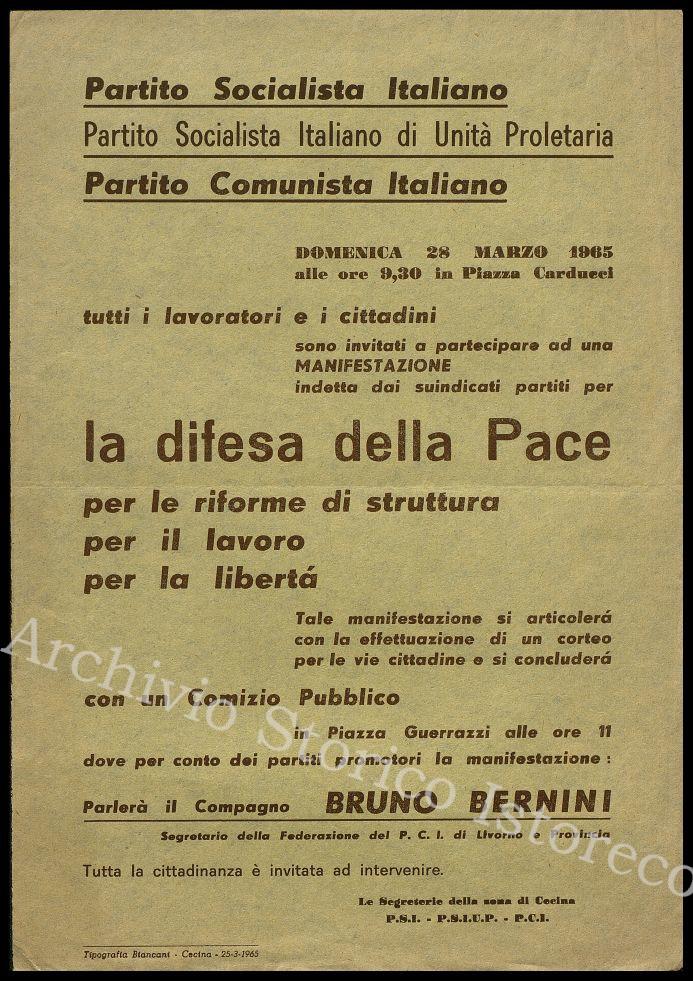 Partito Socialista Italiano
Partito Socialista Italiano di Unità Proletaria
Partito Comunista Italiano
DOMENICA 28 MARZO 1965
alle ore 9,30 in Piazza Carducci
tutti i lavoratori e i cittadini
sono invitati a partecipare ad una
MANIFESTAZIONE
indetta dai suindicati partiti per
la difesa della Pace
per le riforme di struttura
per il lavoro
per la libertá
Tale manifestazione si articolerá
con la effettuazione di un corteo
per le vie cittadine e si concluderá
con un Comizio Pubblico
in Piazza Guerrazzi alle ore 11
dove per conto dei partiti promotori la manifestazione :
Parlerà il Compagno BRUNO BERNINI
Segretario della Federazione del P. C. I. di Livorno e Provincia
Tutta la cittadinanza è invitata ad intervenire.
Le Segreterie della zona di Cecina
P.S.I. - P.S.I.U.P. - P.C.I.
Tipografia Biancani - Cecina - 25-3-1965
Archivio Storico Istoreco